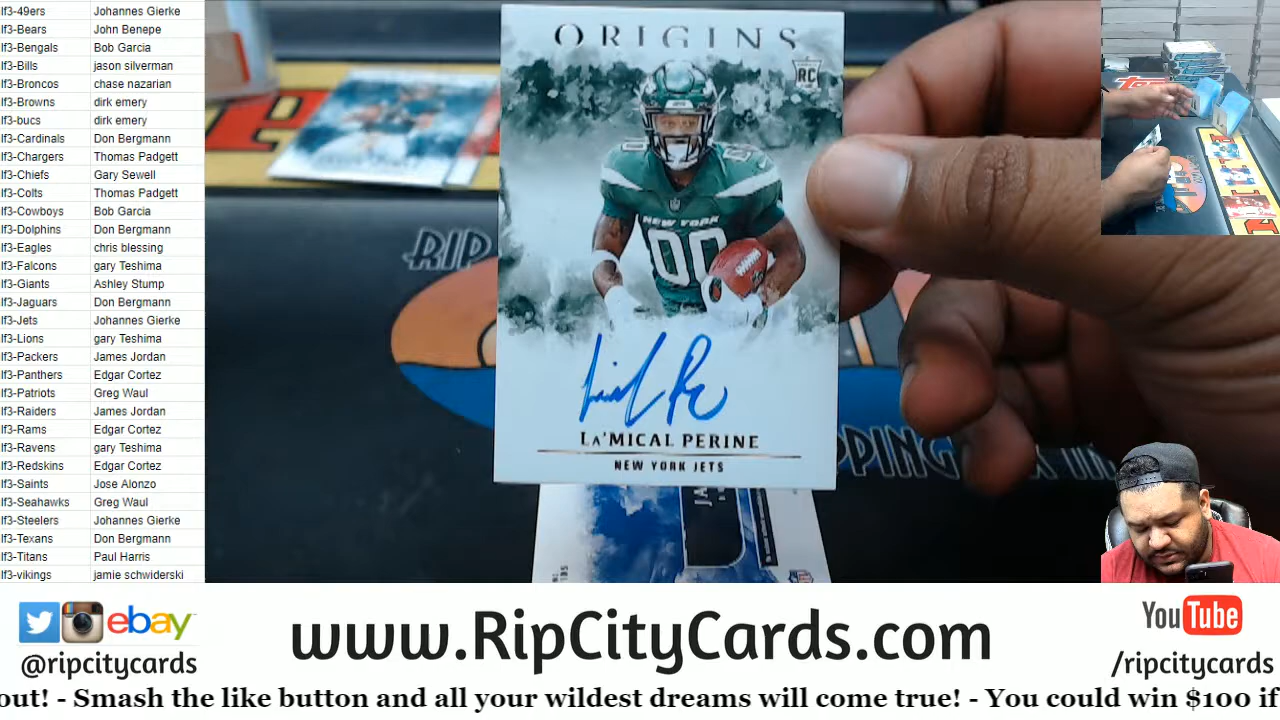 lf3-49ers Johannes Gierke
lf3-Bears John Benepe
lf3-Bengals Bob Garcia
lf3-Bills jason silverman
lf3-Broncos chase nazarian
lf3-Browns dirk emery
lf3-bucs dirk emery
lf3-Cardinals Don Bergmann
lf3-Chargers Thomas Padgett
lf3-Chiefs Gary Sewell
lf3-Colts Thomas Padgett
lf3-Cowboys Bob Garcia
lf3-Dolphins Don Bergmann
lf3-Eagles chris blessing
lf3-Falcons gary Teshima
lf3-Giants Ashley Stump
lf3-Jaguars Don Bergmann
lf3-Jets Johannes Gierke
lf3-Lions gary Teshima
lf3-Packers James Jordan
lf3-Panthers Edgar Cortez
lf3-Patriots Greg Waul
lf3-Raiders James Jordan
lf3-Rams Edgar Cortez
lf3-Ravens gary Teshima
lf3-Redskins Edgar Cortez
lf3-Saints Jose Alonzo
lf3-Seahawks Greg Waul
lf3-Steelers Johannes Gierke
lf3-Texans Don Bergmann
lf3-Titans Paul Harris
lf3-vikings jamie schwiderski
ORIGINS
RC
NEW YORK
00
LA'MICAL PERINE
NEW YORK JETS
RIP
ebay
@ripcitycards
www.RipCityCards.com
YouTube
/ripcitycards
out! - Smash the like button and all your wildest dreams will come true! - You could win $100 if